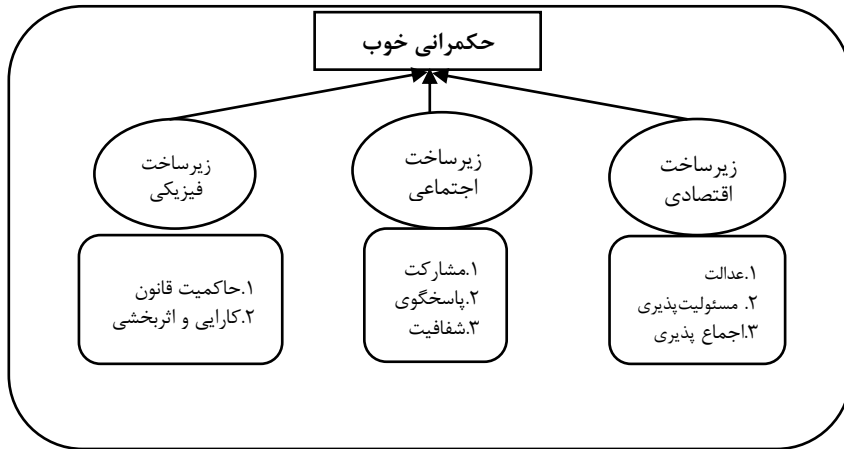 حکمرانی خوب
زیرساخت
اقتصادی
زیرساخت
اجتماعی
زیرساخت
فیزیکی
۱.عدالت
۲. مسئولیت‌پذیری
۳.اجماع پذیری
۱.مشارکت
۲.پاسخگوی
۳.شفافیت
۱.حاکمیت قانون
۲.کارایی و اثربخشی